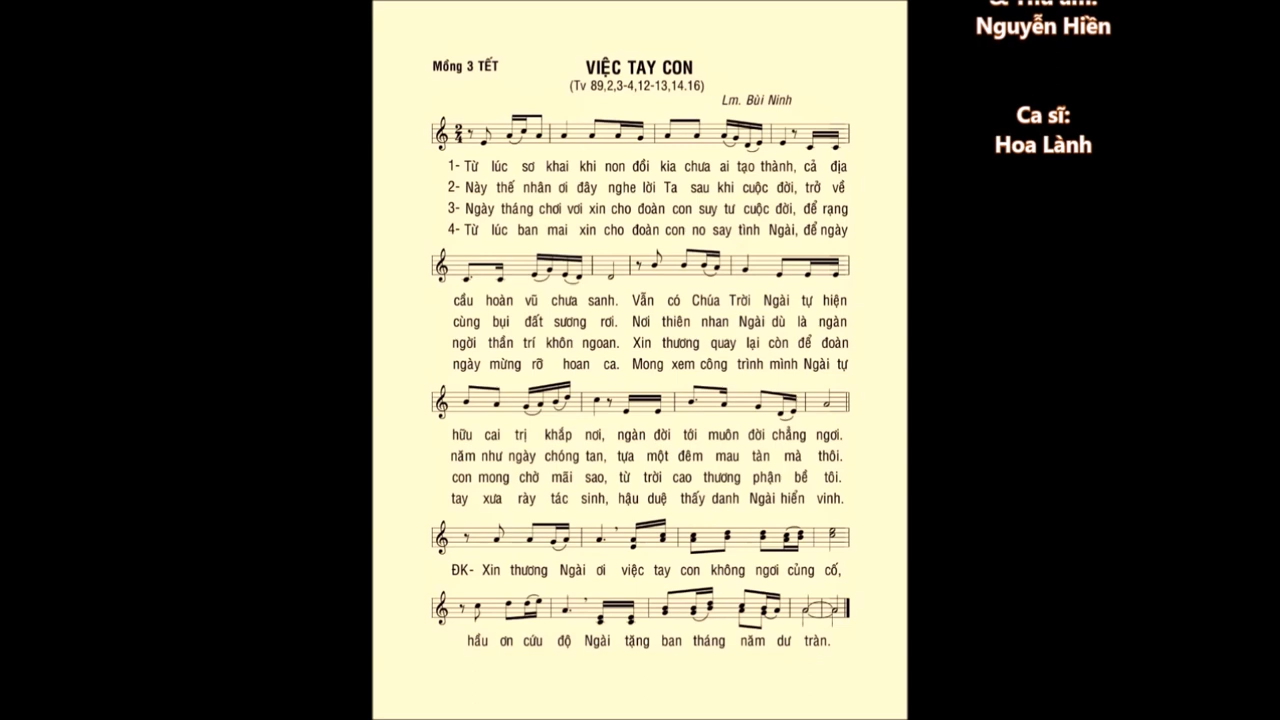 & Thu âm:
Nguyễn Hiền
Ca sĩ:
Hoa Lành
Mồng 3 TẾT
VIỆC TAY CON
(Tv 89,2,3-4,12-13,14.16)
Lm. Bùi Ninh
1- Từ lúc sơ khai khi non đồi kia chưa ai tạo thành, cả địa
2- Này thế nhân ơi đây nghe lời Ta sau khi cuộc đời, trở về
3- Ngày tháng chơi vơi xin cho đoàn con suy tư cuộc đời, để rạng
4- Từ lúc ban mai xin cho đoàn con no say tình Ngài, để ngày
cầu hoàn vũ chưa sanh. Vẫn có Chúa Trời Ngài tự hiện
cùng bụi đất sương rơi. Nơi thiên nhan Ngài dù là ngàn
ngời thần trí khôn ngoan. Xin thương quay lại còn để đoàn
ngày mừng rỡ hoan ca. Mong xem công trình mình Ngài tự
hữu cai trị khắp nơi, ngàn đời tới muôn đời chẳng ngơi.
năm như ngày chóng tan, tựa một đêm mau tàn mà thôi.
con mong chờ mãi sao, từ trời cao thương phận bề tôi.
tay xưa rày tác sinh, hậu duệ thấy danh Ngài hiển vinh.
ĐK- Xin thương Ngài ơi việc tay con không ngơi củng cố,
hầu ơn cứu độ Ngài tặng ban tháng năm dư tràn.